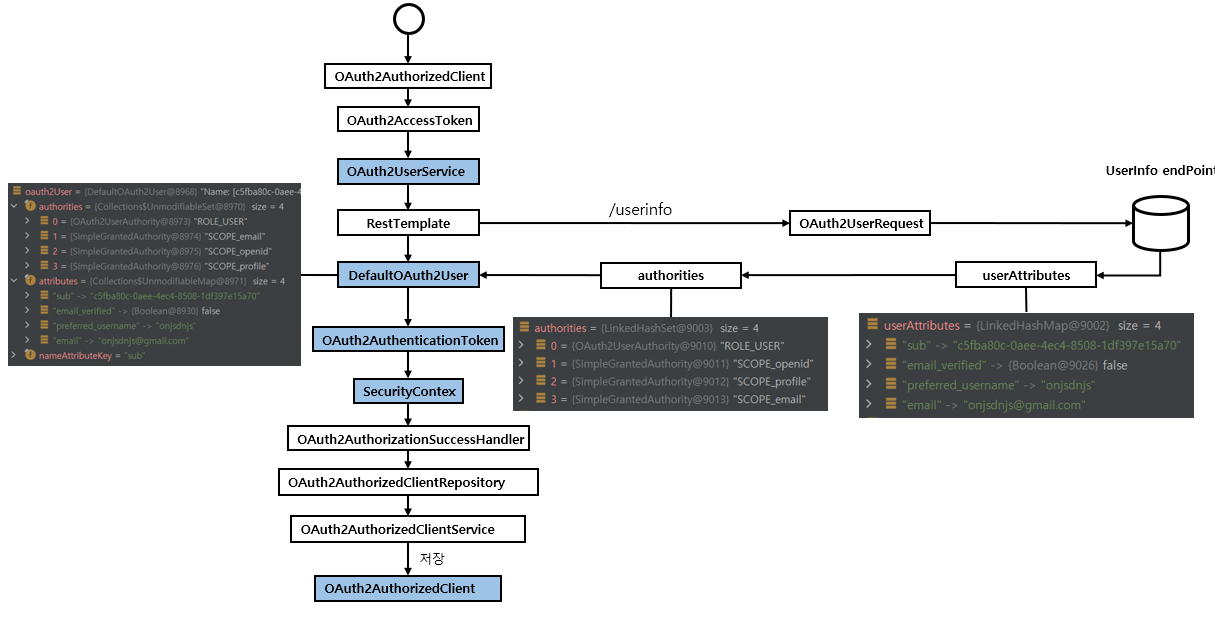 OAuth2AuthorizedClient
OAuth2AccessToken
OAuth2UserService
RestTemplate
/userinfo
OAuth2UserRequest
UserInfo endPoint
DefaultOAuth2User
authorities
userAttributes
OAuth2AuthenticationToken
SecurityContex
OAuth2AuthorizationSuccessHandler
OAuth2AuthorizedClientRepository
OAuth2AuthorizedClientService
저장
OAuth2AuthorizedClient
oauth2User = {DefaultOAuth2User@8968} "Name: [c5fba80c-0aee-4
authorities = {Collections$UnmodifiableSet@8970} size = 4
0 = {OAuth2UserAuthority@8973} "ROLE_USER"
1 = {SimpleGrantedAuthority@8974} "SCOPE_email"
2 = {SimpleGrantedAuthority@8975} "SCOPE_openid"
3 = {SimpleGrantedAuthority@8976} "SCOPE_profile"
attributes = {Collections$UnmodifiableMap@8971} size = 4
"sub" -> "c5fba80c-0aee-4ec4-8508-1df397e15a70"
"email_verified" -> {Boolean@8930} false
"preferred_username" -> "onjsdnjs"
"email" -> "onjsdnjs@gmail.com"
nameAttributeKey = "sub"
authorities = {LinkedHashSet@9003} size = 4
0 = {OAuth2UserAuthority@9010} "ROLE_USER"
1 = {SimpleGrantedAuthority@9011} "SCOPE_openid"
2 = {SimpleGrantedAuthority@9012} "SCOPE_profile"
3 = {SimpleGrantedAuthority@9013} "SCOPE_email"
userAttributes = {LinkedHashMap@9002} size = 4
"sub" -> "c5fba80c-0aee-4ec4-8508-1df397e15a70"
"email_verified" -> {Boolean@9026} false
"preferred_username" -> "onjsdnjs"
"email" -> "onjsdnjs@gmail.com"